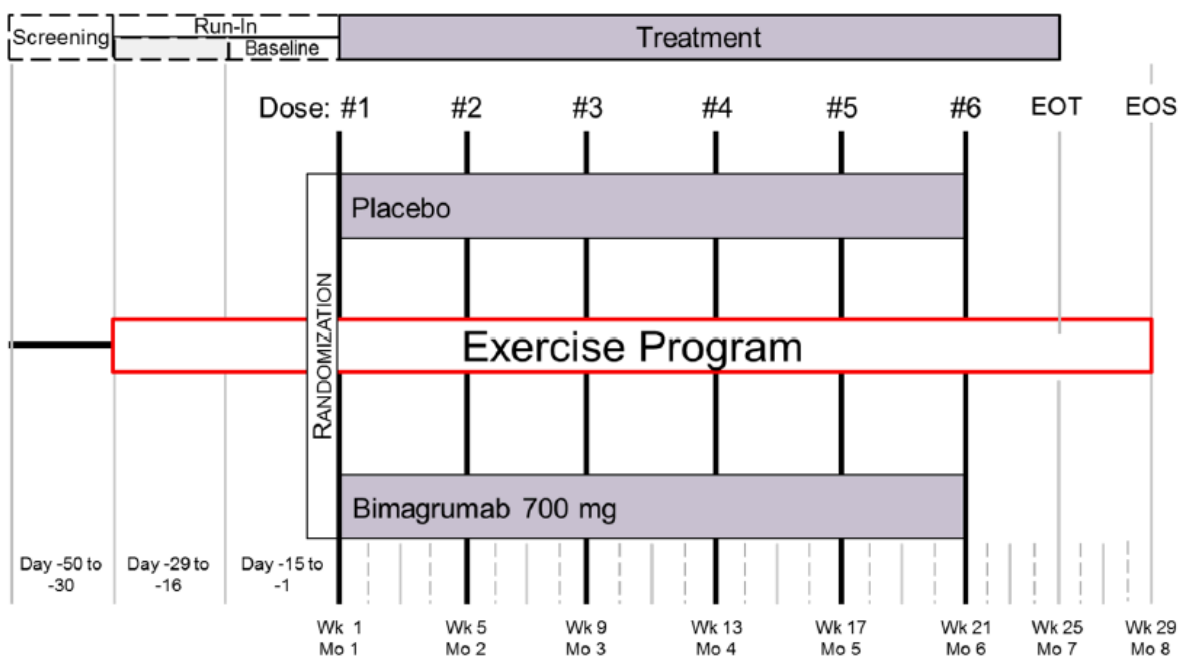 Run-In
Screening
Baseline
Treatment
Dose: #1 #2 #3 #4 #5 #6 EOT EOS
Placebo
RANDOMIZATION
Exercise Program
Bimagrumab 700 mg
Day -50 to
-30
Day -29 to
-16
Day -15 to
-1
Wk 1
Mo 1
Wk 5
Mo 2
Wk 9
Mo 3
Wk 13
Mo 4
Wk 17
Mo 5
Wk 21
Mo 6
Wk 25
Mo 7
Wk 29
Mo 8